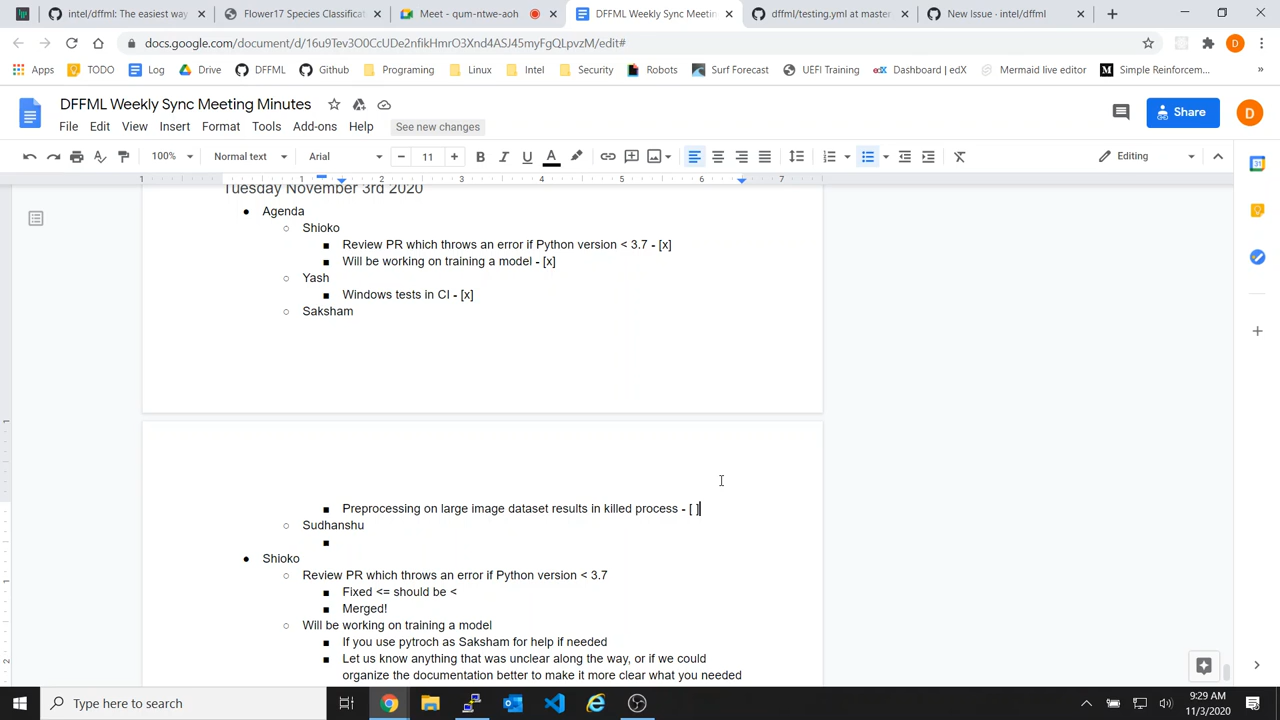 intel/dffml: The easiest way
Flower17 Species Classificat
Meet - qum-ntwe-aoh
DFFML Weekly Sync Meetin
dffml/testing.yml at master
New Issue · intel/dffml
docs.google.com/document/d/16u9Tev3O0CcUDe2nfikHmrO3Xnd4ASJ45myFgQLpvzM/edit#
D
Apps TODO Log Drive DFFML Github Programing Linux Intel Security Robots Surf Forecast UEFI Training Dashboard | edX Mermaid live editor Simple Reinforcem...
DFFML Weekly Sync Meeting Minutes
File Edit View Insert Format Tools Add-ons Help See new changes
Share
D
100% Normal text Arial 11 B I U A Editing
1 1 2 3 4 5 6 7
Tuesday November 3rd 2020
Agenda
Shioko
Review PR which throws an error if Python version < 3.7 - [x]
Will be working on training a model - [x]
Yash
Windows tests in CI - [x]
Saksham
Preprocessing on large image dataset results in killed process - [ ]
Sudhanshu
Shioko
Review PR which throws an error if Python version < 3.7
Fixed <= should be <
Merged!
Will be working on training a model
If you use pytroch as Saksham for help if needed
Let us know anything that was unclear along the way, or if we could
organize the documentation better to make it more clear what you needed
Type here to search
9:29 AM
11/3/2020